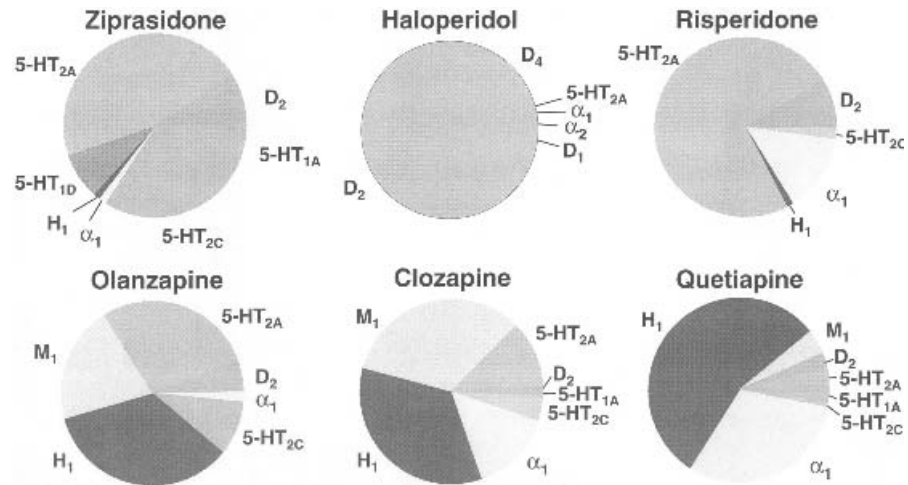 Ziprasidone
5-HT2A
D2
5-HT1A
5-HT1D
H1
α1
5-HT2C
Haloperidol
D4
5-HT2A
α1
α2
D1
D2
Risperidone
5-HT2A
D2
5-HT2C
α1
H1
Olanzapine
5-HT2A
M1
D2
α1
5-HT2C
H1
Clozapine
M1
5-HT2A
D2
5-HT1A
5-HT2C
H1
α1
Quetiapine
H1
M1
D2
5-HT2A
5-HT1A
5-HT2C
α1